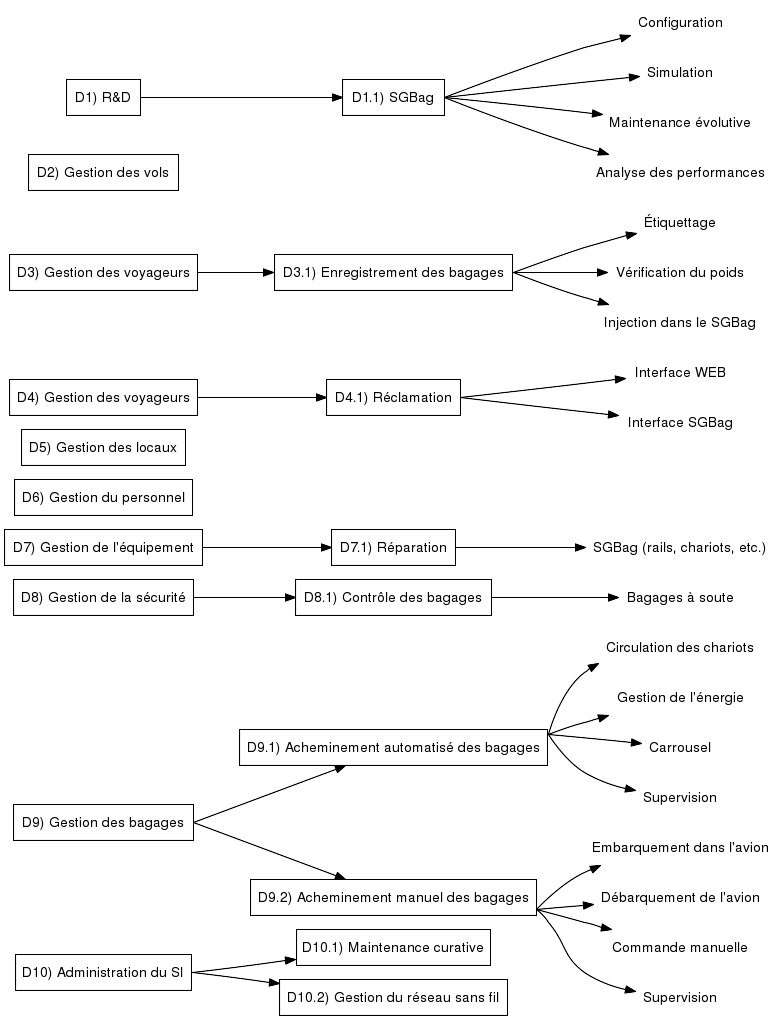 Configuration
Simulation
D1) R&D
D1.1) SGBag
Maintenance évolutive
D2) Gestion des vols
Analyse des performances
Étiquettage
D3) Gestion des voyageurs
D3.1) Enregistrement des bagages
Vérification du poids
Injection dans le SGBag
Interface WEB
D4) Gestion des voyageurs
D4.1) Réclamation
Interface SGBag
D5) Gestion des locaux
D6) Gestion du personnel
D7) Gestion de l'équipement
D7.1) Réparation
SGBag (rails, chariots, etc.)
D8) Gestion de la sécurité
D8.1) Contrôle des bagages
Bagages à soute
Circulation des chariots
Gestion de l'énergie
D9.1) Acheminement automatisé des bagages
Carrousel
Supervision
D9) Gestion des bagages
Embarquement dans l'avion
D9.2) Acheminement manuel des bagages
Débarquement de l'avion
Commande manuelle
D10.1) Maintenance curative
D10) Administration du SI
D10.2) Gestion du réseau sans fil
Supervision